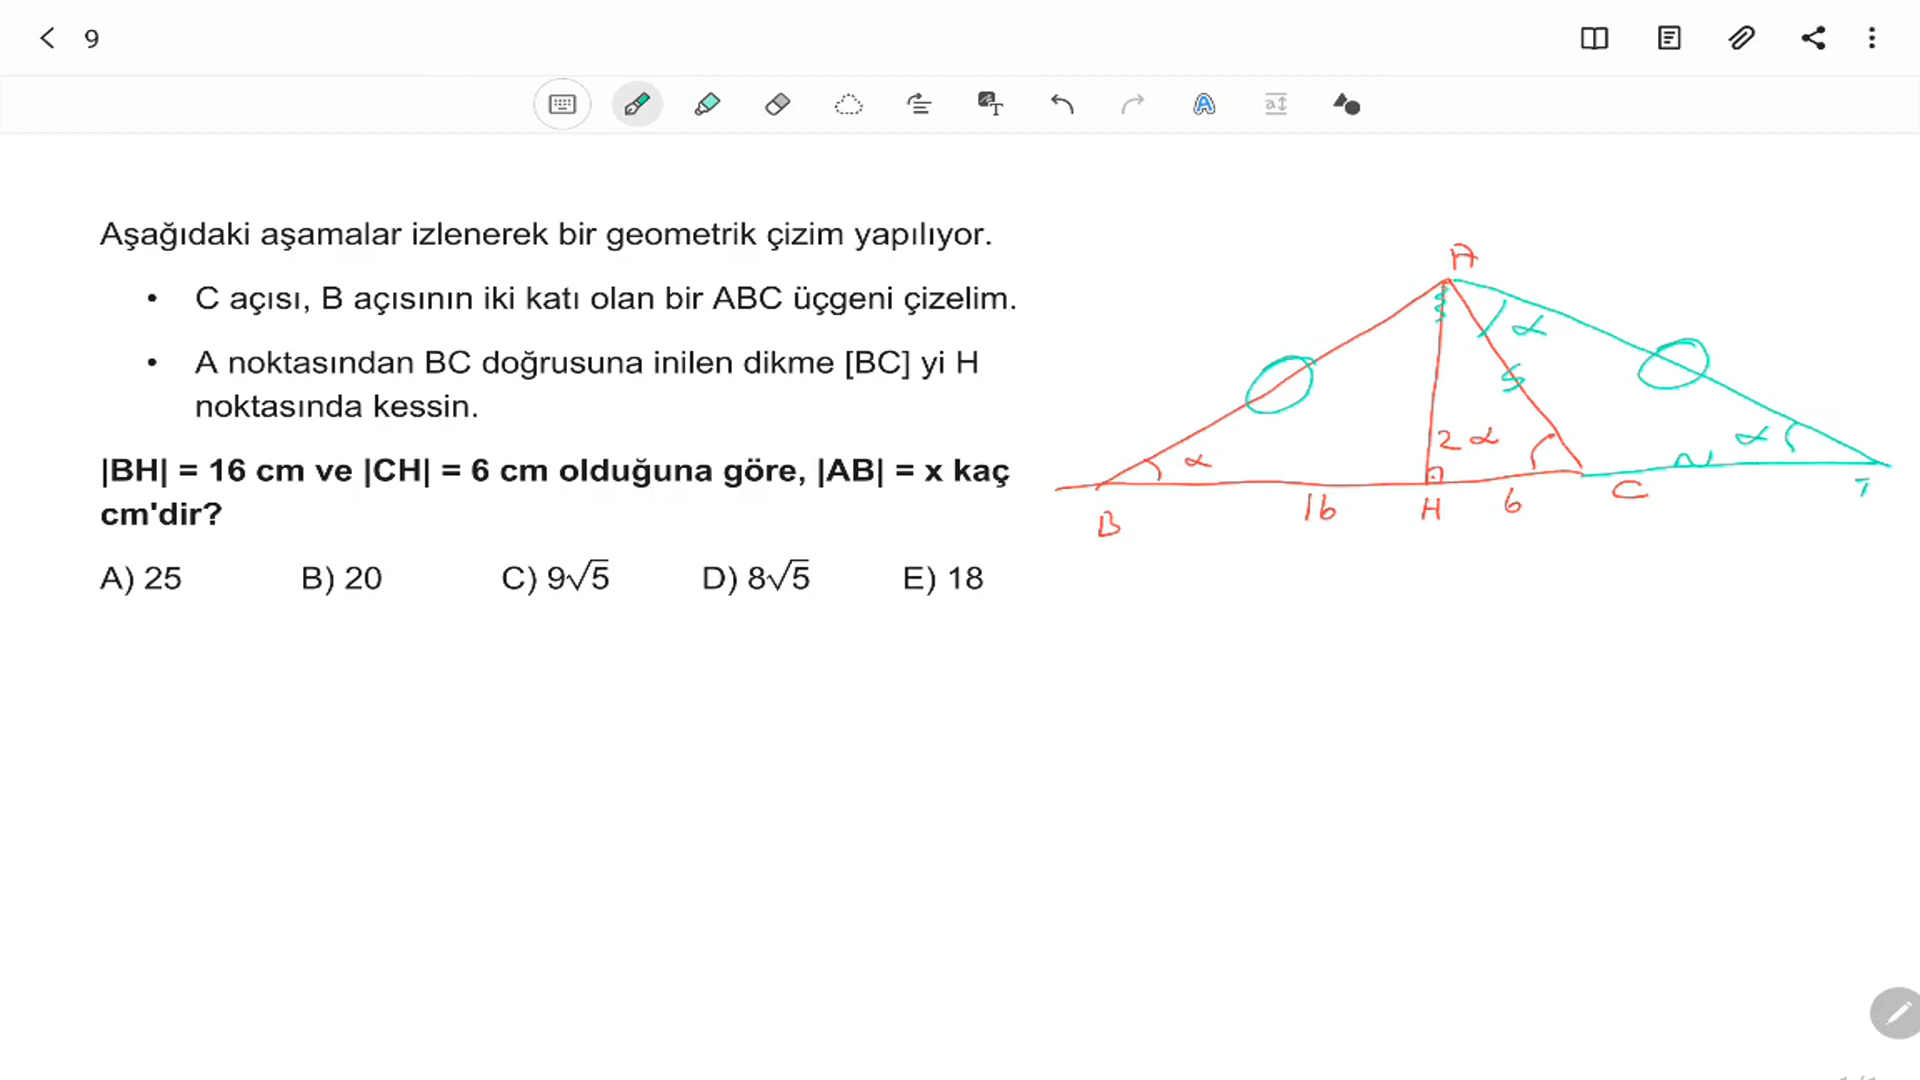 9
Aşağıdaki aşamalar izlenerek bir geometrik çizim yapılıyor.
• C açısı, B açısının iki katı olan bir ABC üçgeni çizelim.
• A noktasından BC doğrusuna inilen dikme [BC] yi H
noktasında kessin.
|BH| = 16 cm ve |CH| = 6 cm olduğuna göre, |AB| = x kaç
cm'dir?
A) 25 B) 20 C) 9√5 D) 8√5 E) 18
A
α
2α
α
α
B 16 H 6 C T